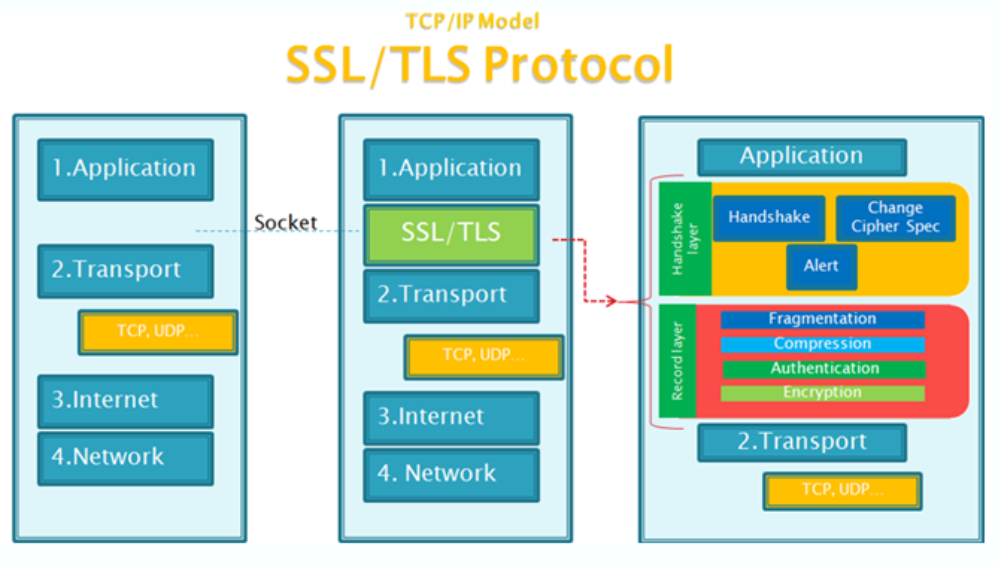 TCP/IP Model
SSL/TLS Protocol
1.Application
2.Transport
TCP, UDP...
3.Internet
4.Network
Socket
1.Application
SSL/TLS
2.Transport
TCP, UDP...
3.Internet
4. Network
Application
Handshake
layer
Handshake
Change
Cipher Spec
Alert
Record layer
Fragmentation
Compression
Authentication
Encryption
2.Transport
TCP, UDP...